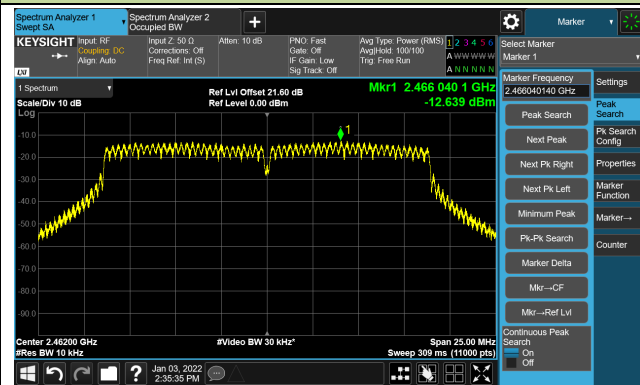 Spectrum Analyzer 1
Swept SA
Spectrum Analyzer 2
Occupied BW
+
Marker
KEYSIGHT
Input: RF
Coupling: DC
Align: Auto
Input Z: 50 Ω
Corrections: Off
Freq Ref: Int (S)
Atten: 10 dB
PNO: Fast
Gate: Off
IF Gain: Low
Sig Track: Off
Avg Type: Power (RMS)
Avg|Hold: 100/100
Trig: Free Run
1 2 3 4 5 6
A W W W W W
A N N N N N
LXI
Select Marker
Marker 1
1 Spectrum
Scale/Div 10 dB
Log
Ref Lvl Offset 21.60 dB
Ref Level 0.00 dBm
Mkr1 2.466 040 1 GHz
-12.639 dBm
1
-10.0
-20.0
-30.0
-40.0
-50.0
-60.0
-70.0
-80.0
-90.0
Center 2.46200 GHz
#Res BW 10 kHz
#Video BW 30 kHz*
Span 25.00 MHz
Sweep 309 ms (11000 pts)
Marker Frequency
2.466040140 GHz
Peak Search
Next Peak
Next Pk Right
Next Pk Left
Minimum Peak
Pk-Pk Search
Marker Delta
Mkr→CF
Mkr→Ref Lvl
Continuous Peak
Search
On
Off
Settings
Peak
Search
Pk Search
Config
Properties
Marker
Function
Marker→
Counter
?
Jan 03, 2022
2:35:35 PM